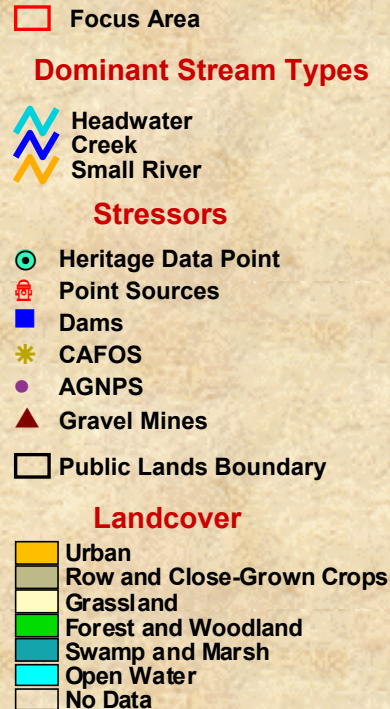 Focus Area
Dominant Stream Types
Headwater
Creek
Small River
Stressors
Heritage Data Point
Point Sources
Dams
CAFOS
AGNPS
Gravel Mines
Public Lands Boundary
Landcover
Urban
Row and Close-Grown Crops
Grassland
Forest and Woodland
Swamp and Marsh
Open Water
No Data